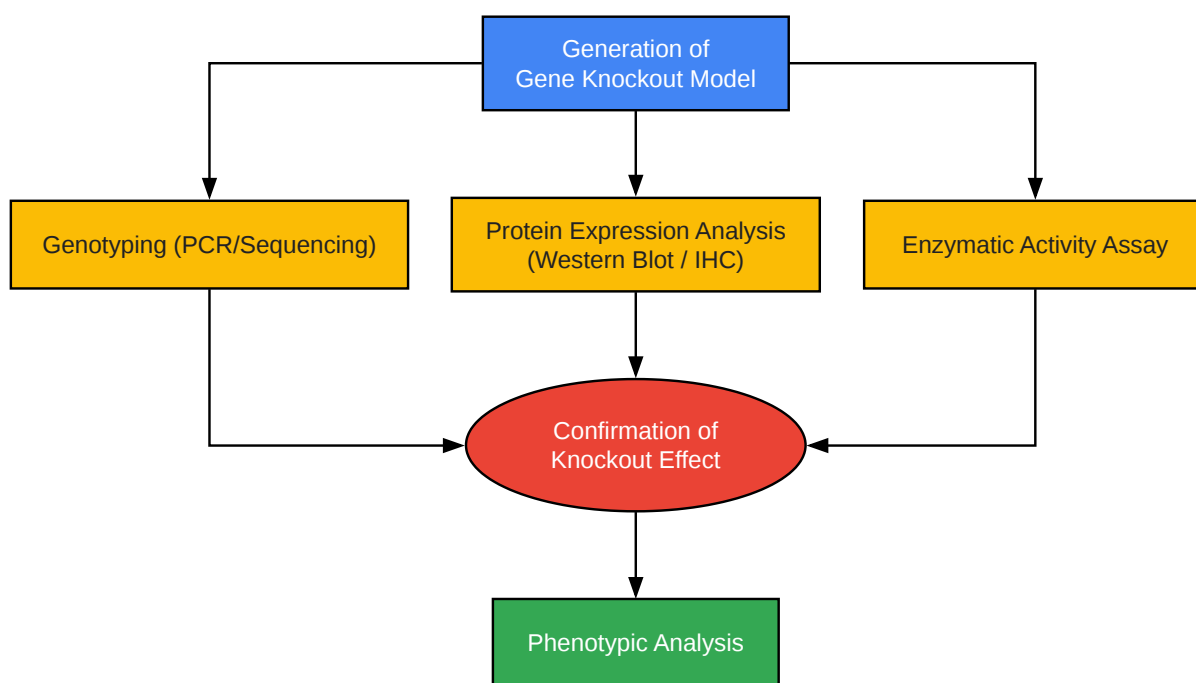 Generation of
Gene Knockout Model
Genotyping (PCR/Sequencing)
Protein Expression Analysis
(Western Blot / IHC)
Enzymatic Activity Assay
Confirmation of
Knockout Effect
Phenotypic Analysis